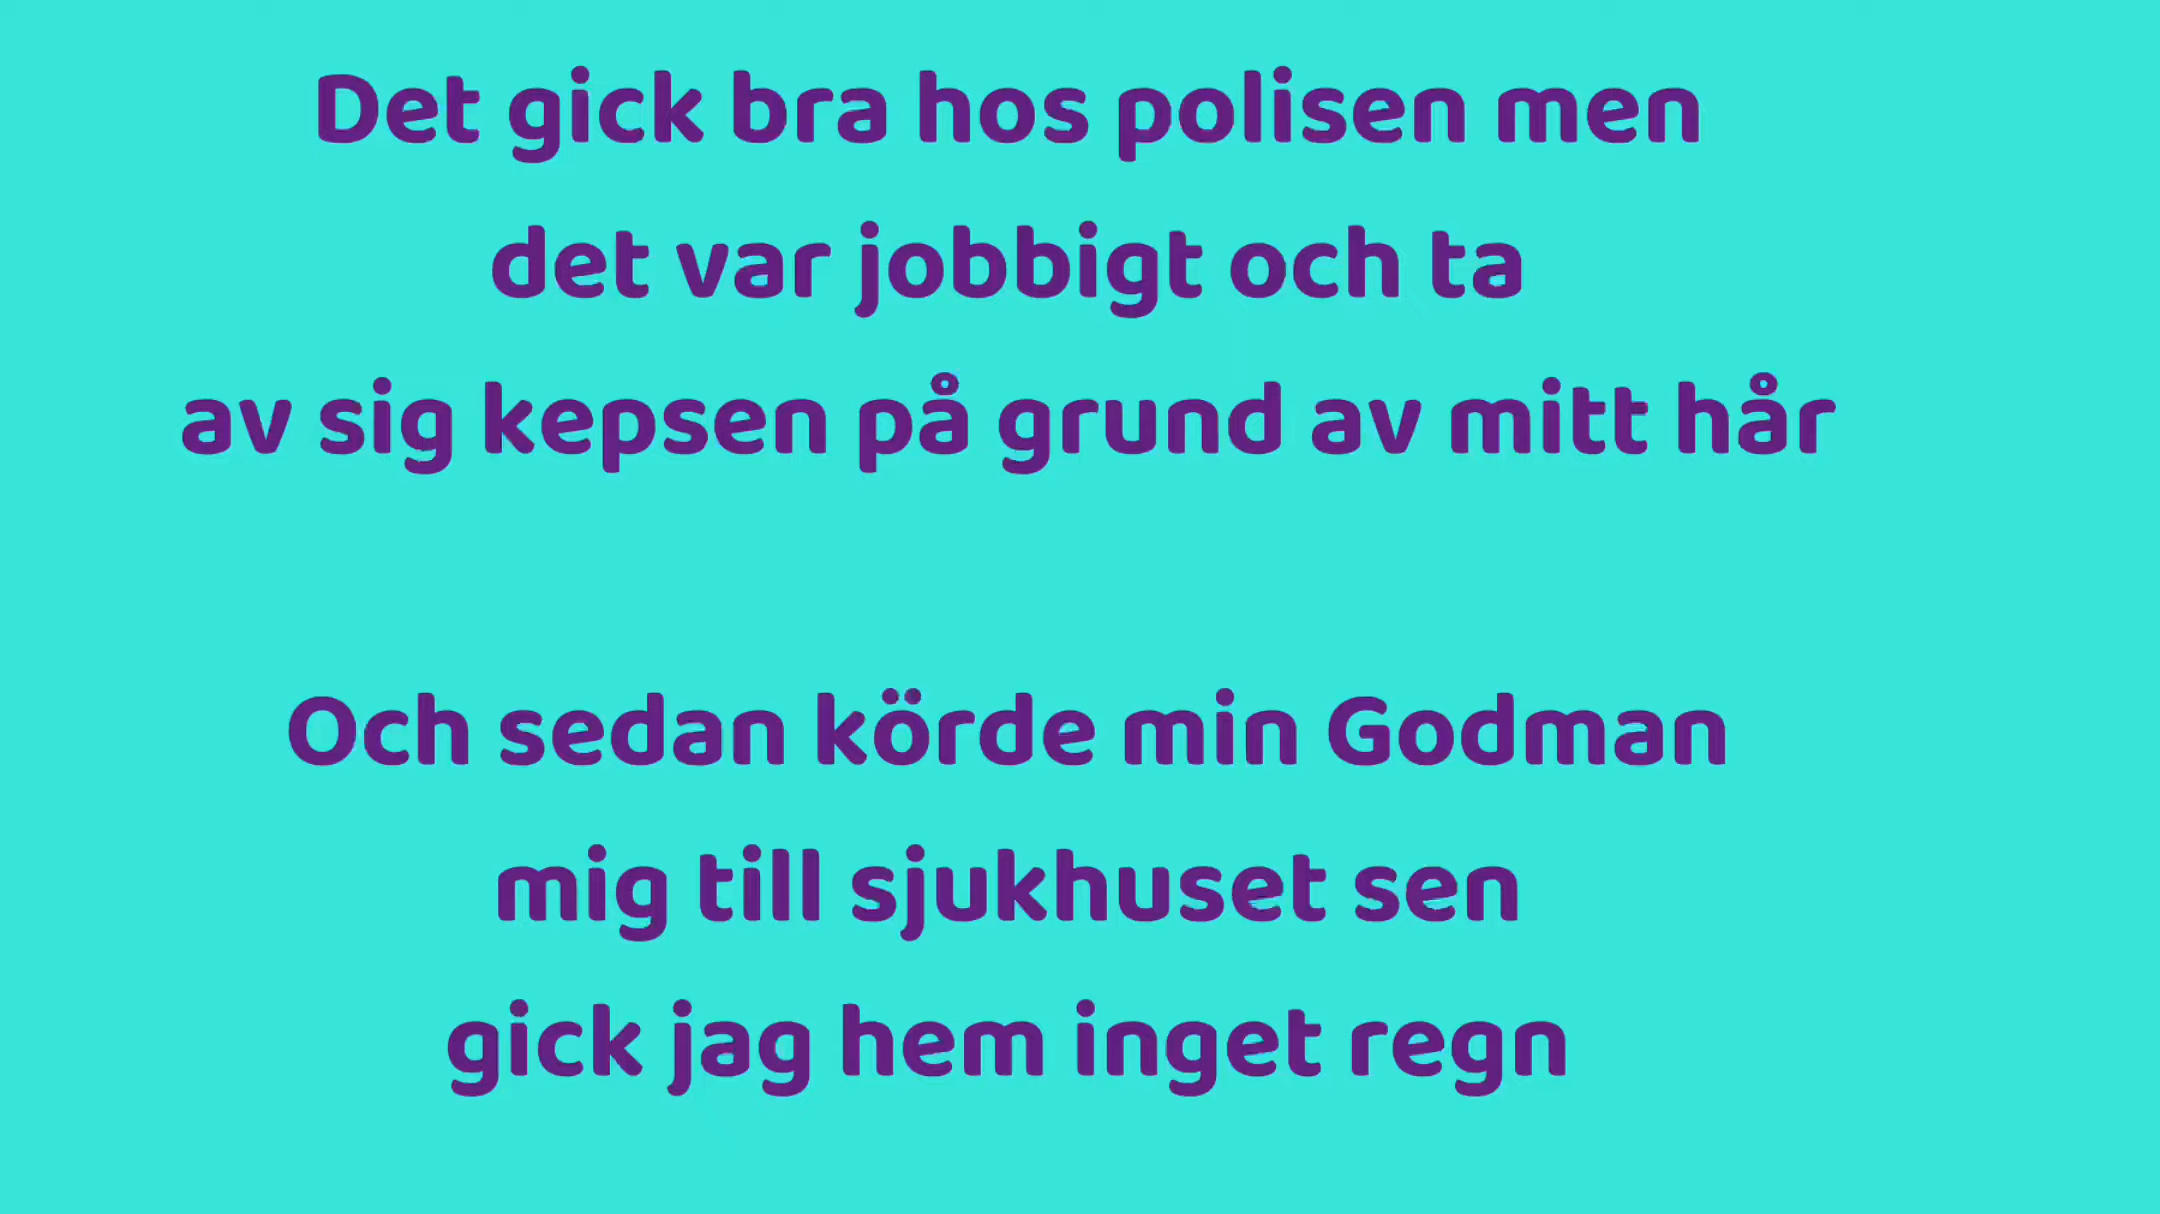 Det gick bra hos polisen men
det var jobbigt och ta
av sig kepsen på grund av mitt hår
Och sedan körde min Godman
mig till sjukhuset sen
gick jag hem inget regn